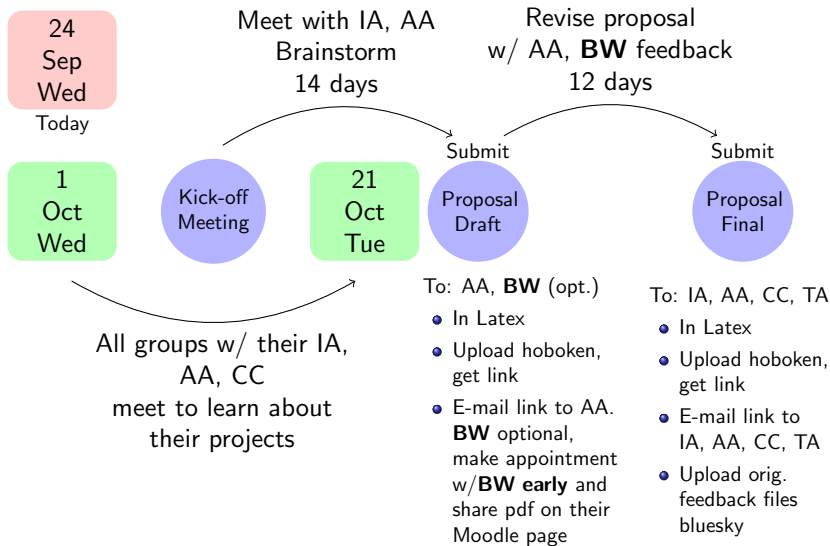 24
Sep
Wed
Today
Meet with IA, AA
Brainstorm
14 days
Revise proposal
w/ AA, BW feedback
12 days
1
Oct
Wed
Kick-off
Meeting
21
Oct
Tue
Submit
Proposal
Draft
Submit
Proposal
Final
All groups w/ their IA,
AA, CC
meet to learn about
their projects
To: AA, BW (opt.)
In Latex
Upload hoboken,
get link
E-mail link to AA.
BW optional,
make appointment
w/BW early and
share pdf on their
Moodle page
To: IA, AA, CC, TA
In Latex
Upload hoboken,
get link
E-mail link to
IA, AA, CC, TA
Upload orig.
feedback files
bluesky